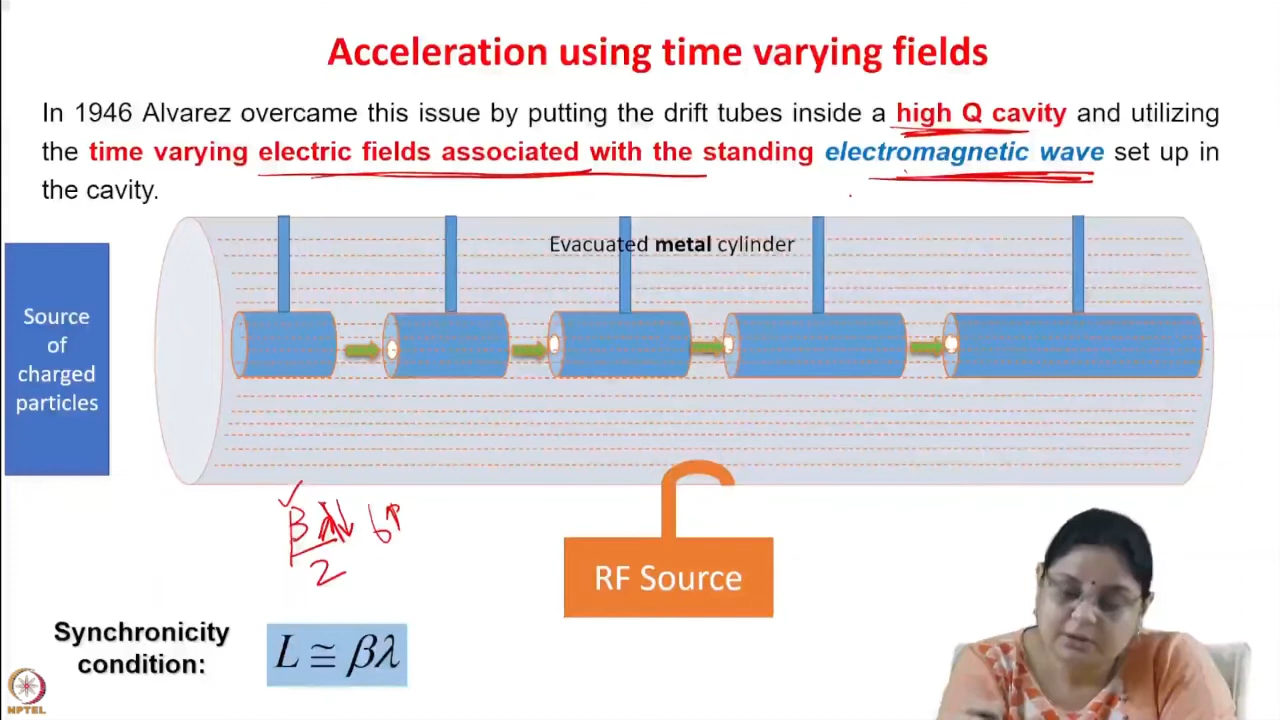 Acceleration using time varying fields
In 1946 Alvarez overcame this issue by putting the drift tubes inside a high Q cavity and utilizing
the time varying electric fields associated with the standing electromagnetic wave set up in
the cavity.
Evacuated metal cylinder
Source
of
charged
particles
βλ↓
2
RF Source
Synchronicity
condition:
L ≅ βλ
NPTEL